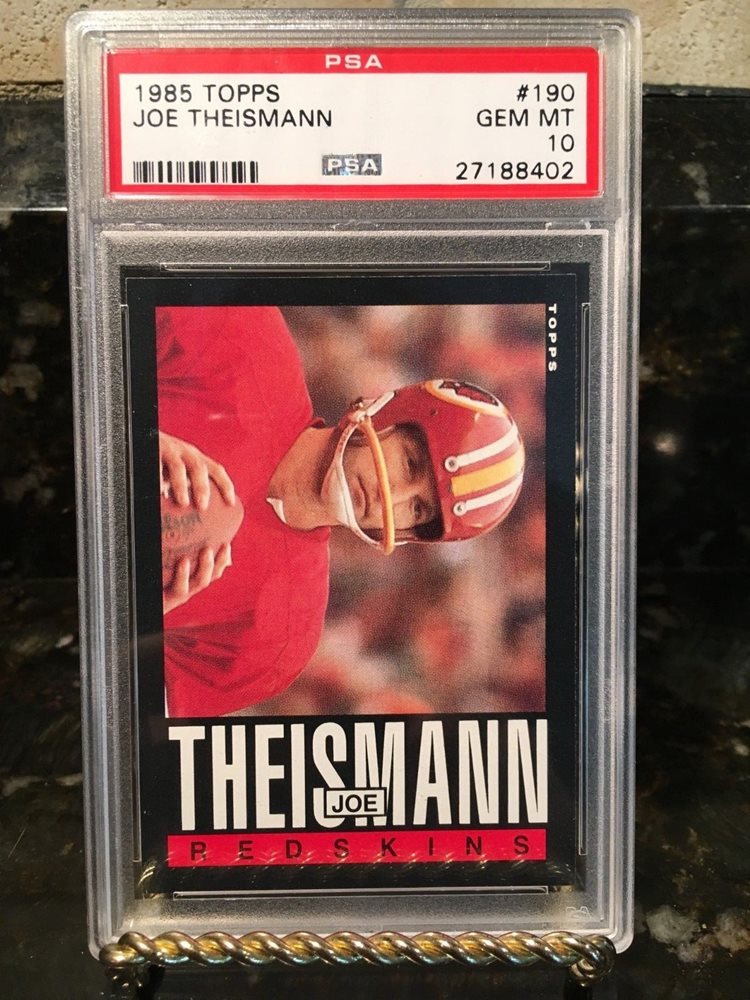 PSA
1985 TOPPS #190
JOE THEISMANN GEM MT
10
PSA 27188402
TOPPS
THEISMANN
JOE
REDSKINS